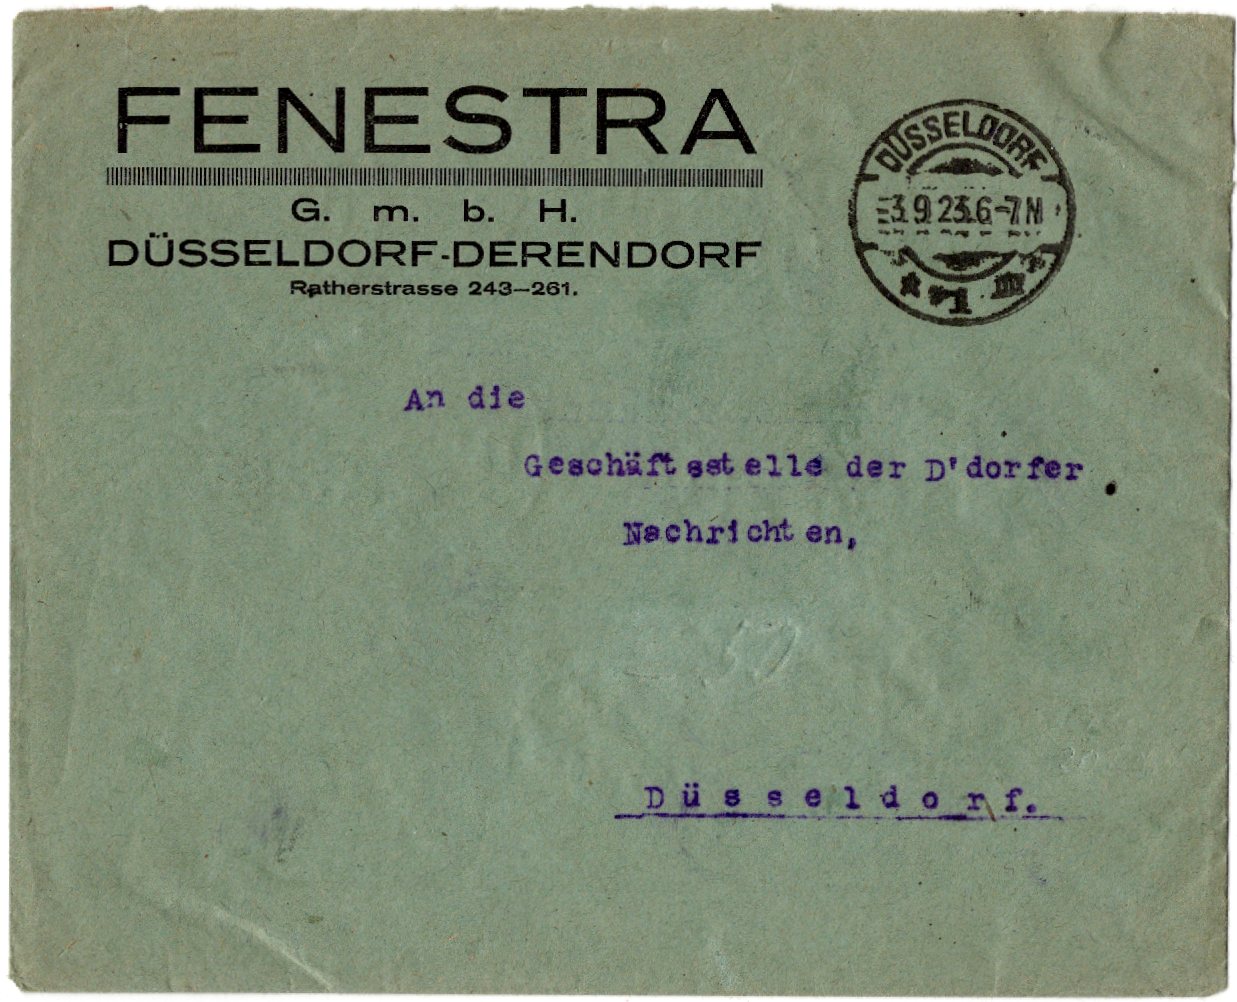 FENESTRA
G. m. b. H.
DÜSSELDORF-DERENDORF
Ratherstrasse 243—261.
DÜSSELDORF
-3.9.23.6-7N
* 1 m
An die
Geschäftsstelle der D'dorfer
Nachrichten,
Düsseldorf.